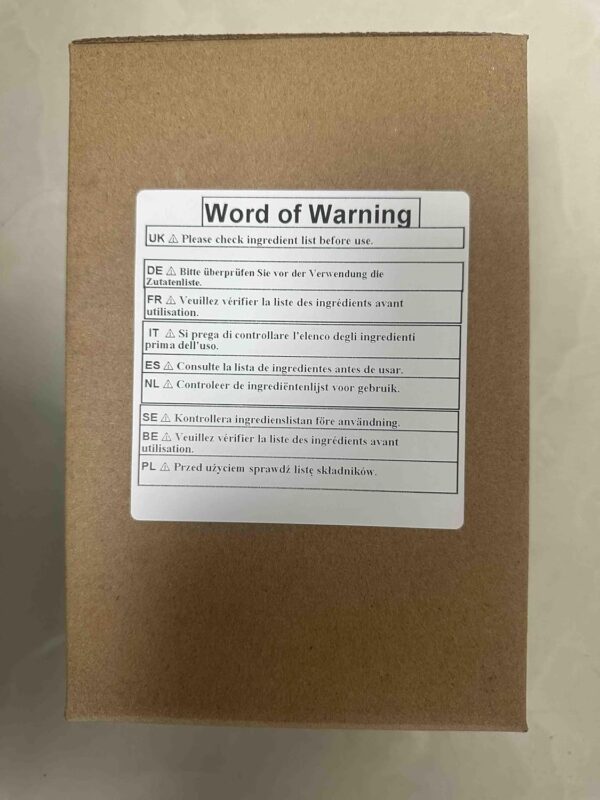 Word of Warning
UK ⚠ Please check ingredient list before use.
DE ⚠ Bitte überprüfen Sie vor der Verwendung die
Zutatenliste.
FR ⚠ Veuillez vérifier la liste des ingrédients avant
utilisation.
IT ⚠ Si prega di controllare l'elenco degli ingredienti
prima dell'uso.
ES ⚠ Consulte la lista de ingredientes antes de usar.
NL ⚠ Controleer de ingrediëntenlijst voor gebruik.
SE ⚠ Kontrollera ingredienslistan före användning.
BE ⚠ Veuillez vérifier la liste des ingrédients avant
utilisation.
PL ⚠ Przed użyciem sprawdź listę składników.